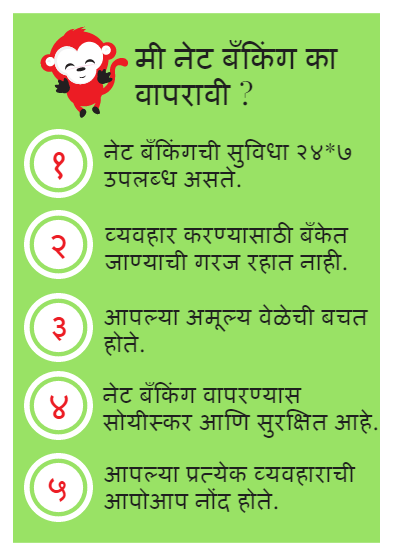 मी नेट बँकिंग का
वापरावी ?
१
नेट बँकिंगची सुविधा २४*७
उपलब्ध असते.
२
व्यवहार करण्यासाठी बँकेत
जाण्याची गरज रहात नाही.
३
आपल्या अमूल्य वेळेची बचत
होते.
४
नेट बँकिंग वापरण्यास
सोयीस्कर आणि सुरक्षित आहे.
५
आपल्या प्रत्येक व्यवहाराची
आपोआप नोंद होते.